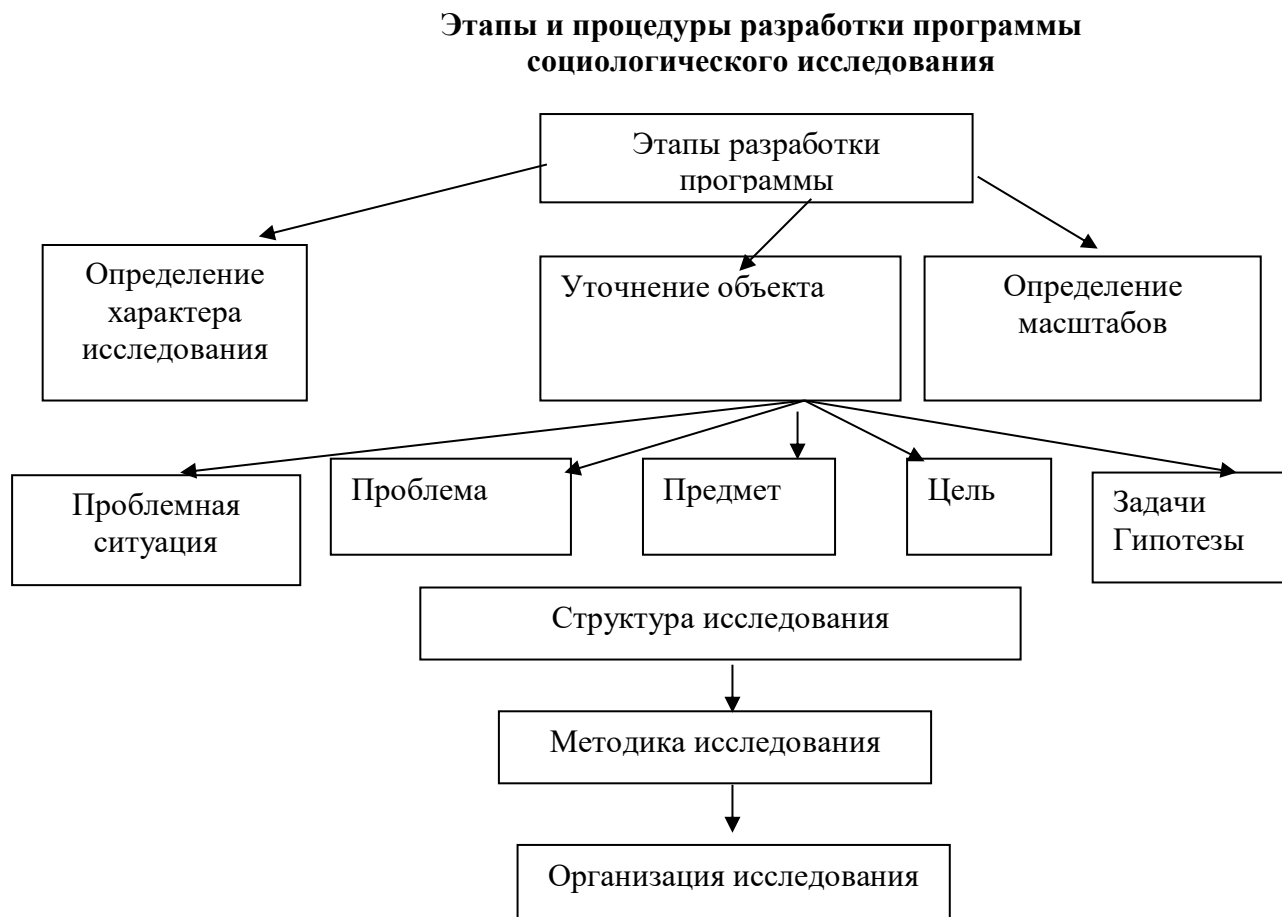 Этапы и процедуры разработки программы
социологического исследования
Этапы разработки
программы
Определение
характера
исследования
Уточнение объекта
Определение
масштабов
Проблемная
ситуация
Проблема
Предмет
Цель
Задачи
Гипотезы
Структура исследования
Методика исследования
Организация исследования